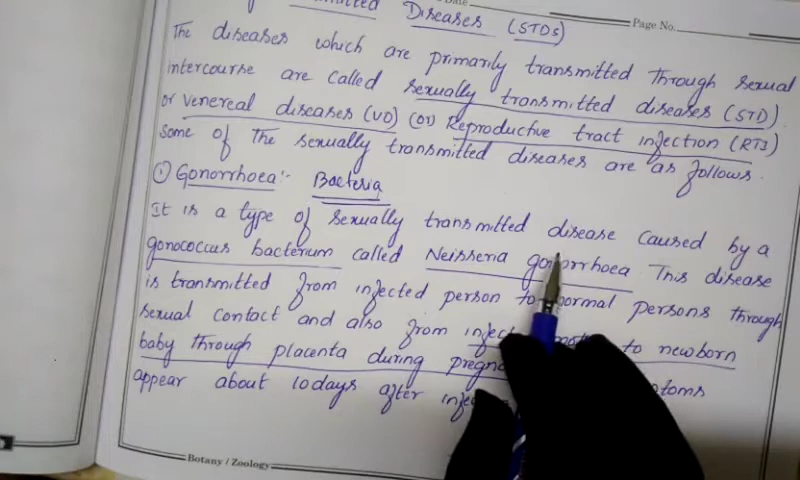 Date
Page No.
Diseases (STDs)
The diseases which are primarily transmitted Through sexual
intercourse are called sexually transmitted diseases (STD)
or venereal diseases (VD) (or) Reproductive tract infection (RTI)
some of the sexually transmitted diseases are as follows.
① Gonorrhoea:- Bacteria
It is a type of sexually transmitted disease caused by a
gonococcus bacterium called Neisseria gonorrhoea This disease
is transmitted from infected person to normal persons through
sexual contact and also from to newborn
baby through placenta during
appear about 10days after
Botany / Zoology